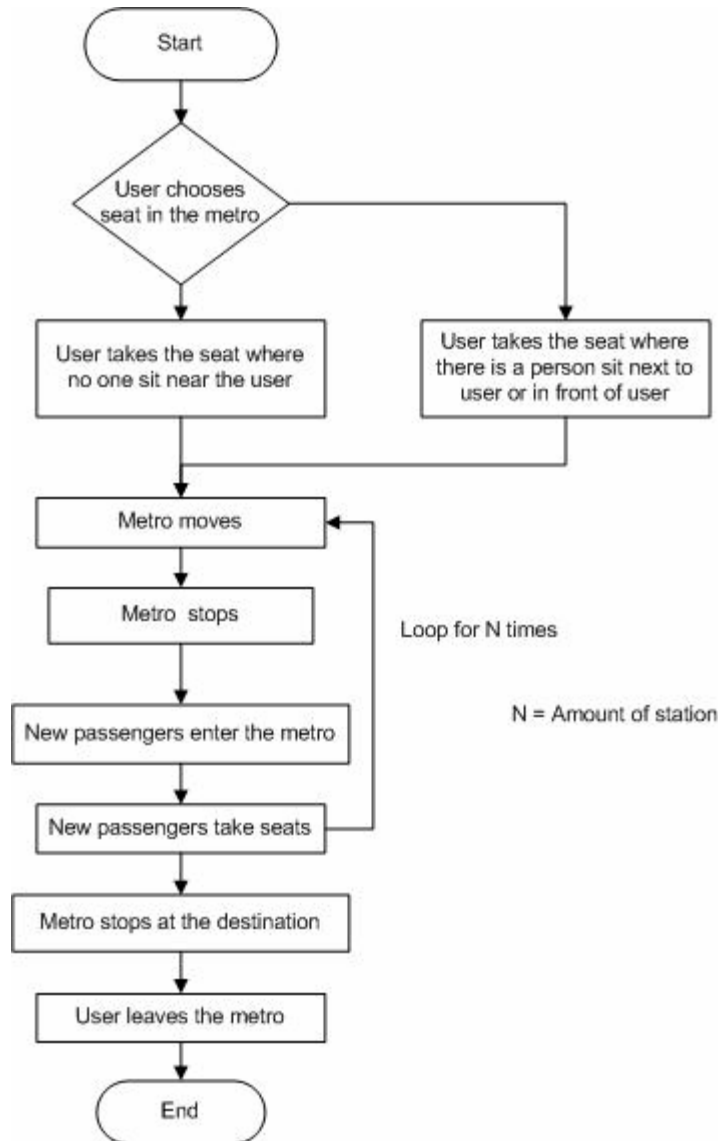 Start
User chooses
seat in the metro
User takes the seat where
no one sit near the user
User takes the seat where
there is a person sit next to
user or in front of user
Metro moves
Metro stops
Loop for N times
New passengers enter the metro
N = Amount of station
New passengers take seats
Metro stops at the destination
User leaves the metro
End